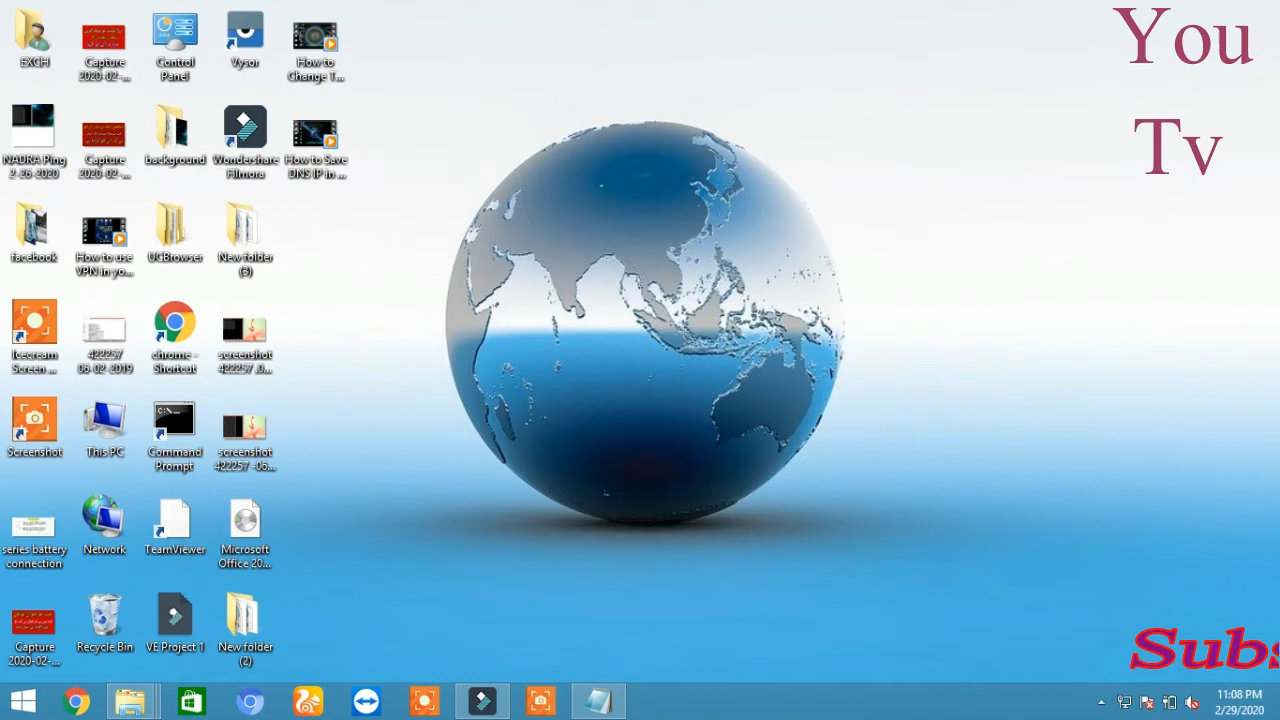 You
Tv
EXCH
Capture
2020-02-...
Control
Panel
Vysor
How to
Change T...
NADRA Ping
2-26-2020
Capture
2020-02-...
background
Wondershare
Filmora
How to Save
DNS IP in ...
facebook
How to use
VPN in yo...
UCBrowser
New folder
(3)
Icecream
Screen ...
422257
06-02-2019
chrome -
Shortcut
screenshot
422257 .0...
Screenshot
This PC
C:\_
Command
Prompt
screenshot
422257 -06...
series battery
connection
Network
TeamViewer
Microsoft
Office 20...
Capture
2020-02-...
Recycle Bin
VE Project 1
New folder
(2)
Subs
11:08 PM
2/29/2020